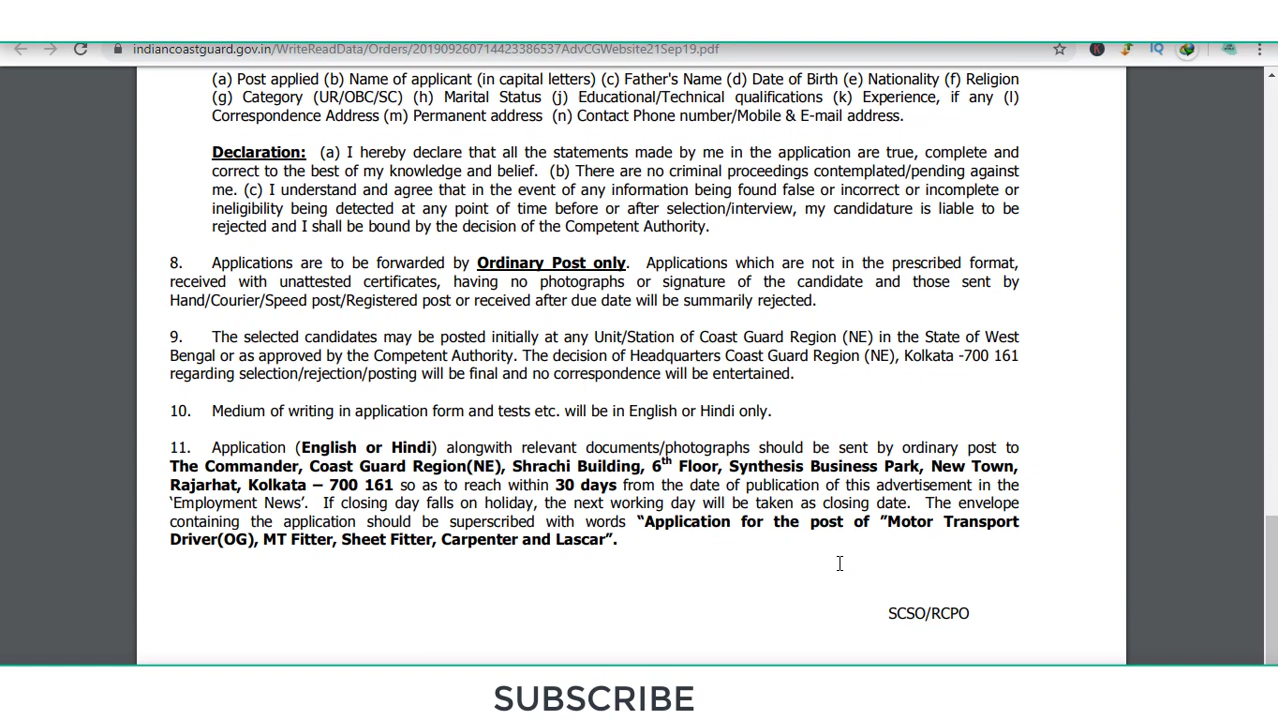 indiancoastguard.gov.in/WriteReadData/Orders/201909260714423386537AdvCGWebsite21Sep19.pdf
(a) Post applied (b) Name of applicant (in capital letters) (c) Father's Name (d) Date of Birth (e) Nationality (f) Religion
(g) Category (UR/OBC/SC) (h) Marital Status (j) Educational/Technical qualifications (k) Experience, if any (l)
Correspondence Address (m) Permanent address (n) Contact Phone number/Mobile & E-mail address.
Declaration: (a) I hereby declare that all the statements made by me in the application are true, complete and
correct to the best of my knowledge and belief. (b) There are no criminal proceedings contemplated/pending against
me. (c) I understand and agree that in the event of any information being found false or incorrect or incomplete or
ineligibility being detected at any point of time before or after selection/interview, my candidature is liable to be
rejected and I shall be bound by the decision of the Competent Authority.
8. Applications are to be forwarded by Ordinary Post only. Applications which are not in the prescribed format,
received with unattested certificates, having no photographs or signature of the candidate and those sent by
Hand/Courier/Speed post/Registered post or received after due date will be summarily rejected.
9. The selected candidates may be posted initially at any Unit/Station of Coast Guard Region (NE) in the State of West
Bengal or as approved by the Competent Authority. The decision of Headquarters Coast Guard Region (NE), Kolkata -700 161
regarding selection/rejection/posting will be final and no correspondence will be entertained.
10. Medium of writing in application form and tests etc. will be in English or Hindi only.
11. Application (English or Hindi) alongwith relevant documents/photographs should be sent by ordinary post to
The Commander, Coast Guard Region(NE), Shrachi Building, 6th Floor, Synthesis Business Park, New Town,
Rajarhat, Kolkata – 700 161 so as to reach within 30 days from the date of publication of this advertisement in the
‘Employment News’. If closing day falls on holiday, the next working day will be taken as closing date. The envelope
containing the application should be superscribed with words “Application for the post of ”Motor Transport
Driver(OG), MT Fitter, Sheet Fitter, Carpenter and Lascar”.
SCSO/RCPO
SUBSCRIBE